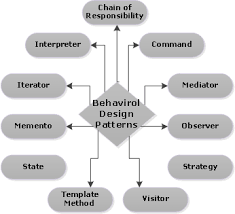 Chain of
Responsibility
Interpreter
Command
Iterator
Mediator
Behavirol
Design
Patterns
Memento
Observer
State
Strategy
Template
Method
Visitor